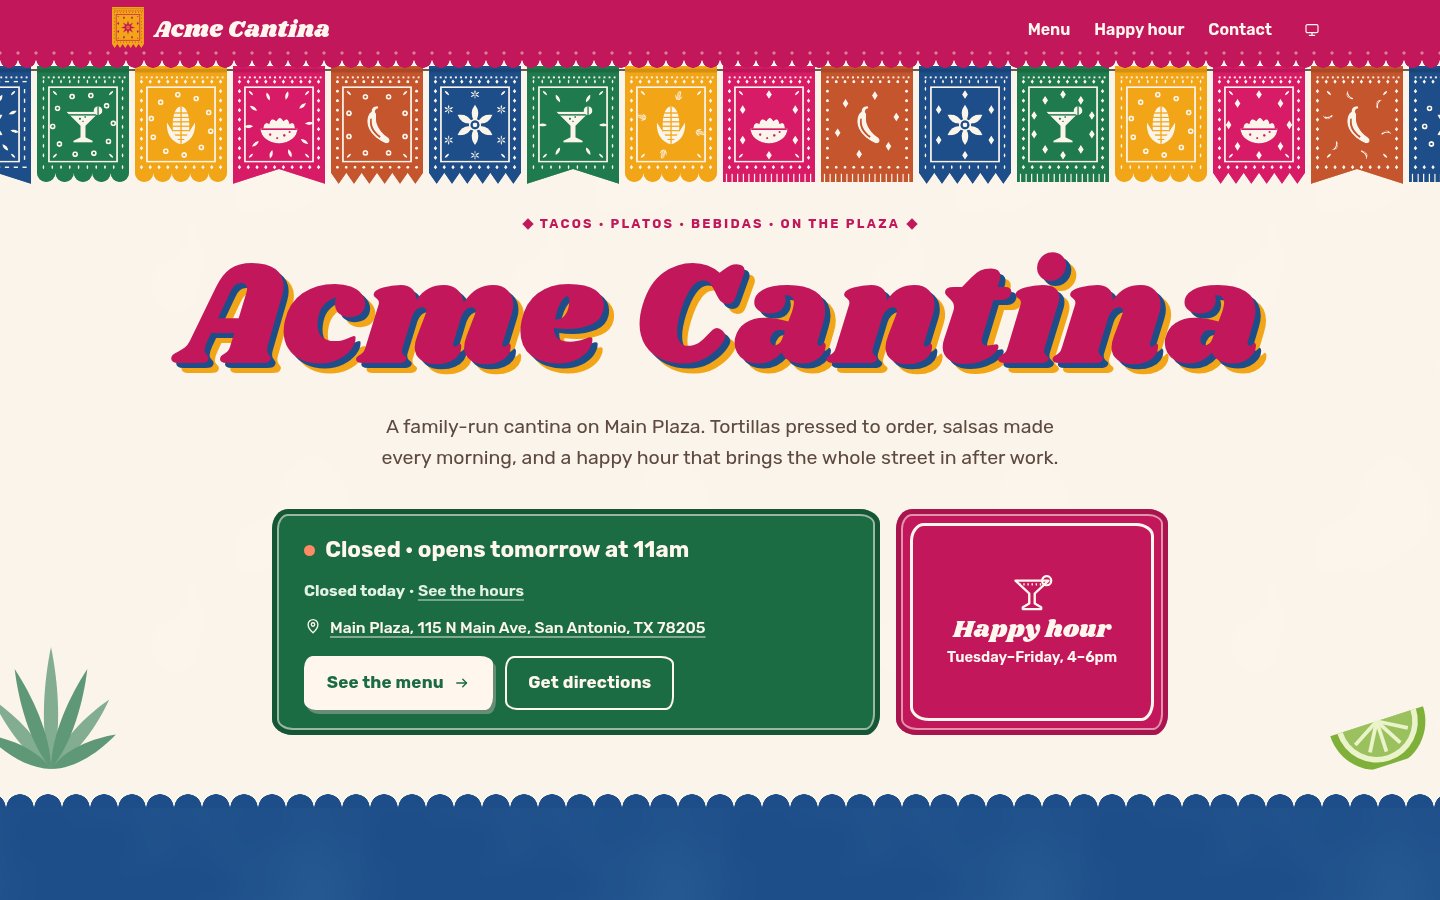 Acme Cantina
Menu Happy hour Contact
◆ TACOS • PLATOS • BEBIDAS • ON THE PLAZA ◆
Acme Cantina
A family-run cantina on Main Plaza. Tortillas pressed to order, salsas made
every morning, and a happy hour that brings the whole street in after work.
Closed • opens tomorrow at 11am
Closed today • See the hours
Main Plaza, 115 N Main Ave, San Antonio, TX 78205
See the menu →
Get directions
Happy hour
Tuesday–Friday, 4–6pm